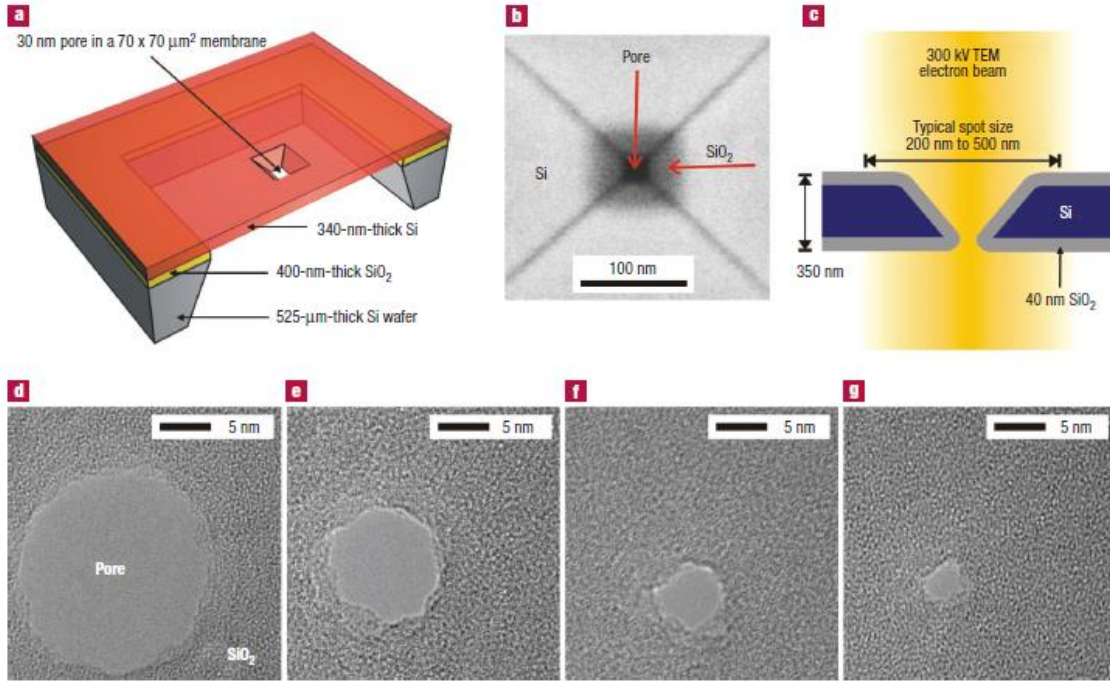 a
30 nm pore in a 70 x 70 μm² membrane
340-nm-thick Si
400-nm-thick SiO₂
525-μm-thick Si wafer
b
Pore
Si
SiO₂
100 nm
c
300 kV TEM
electron beam
Typical spot size
200 nm to 500 nm
Si
350 nm
40 nm SiO₂
d
5 nm
Pore
SiO₂
e
5 nm
f
5 nm
g
5 nm